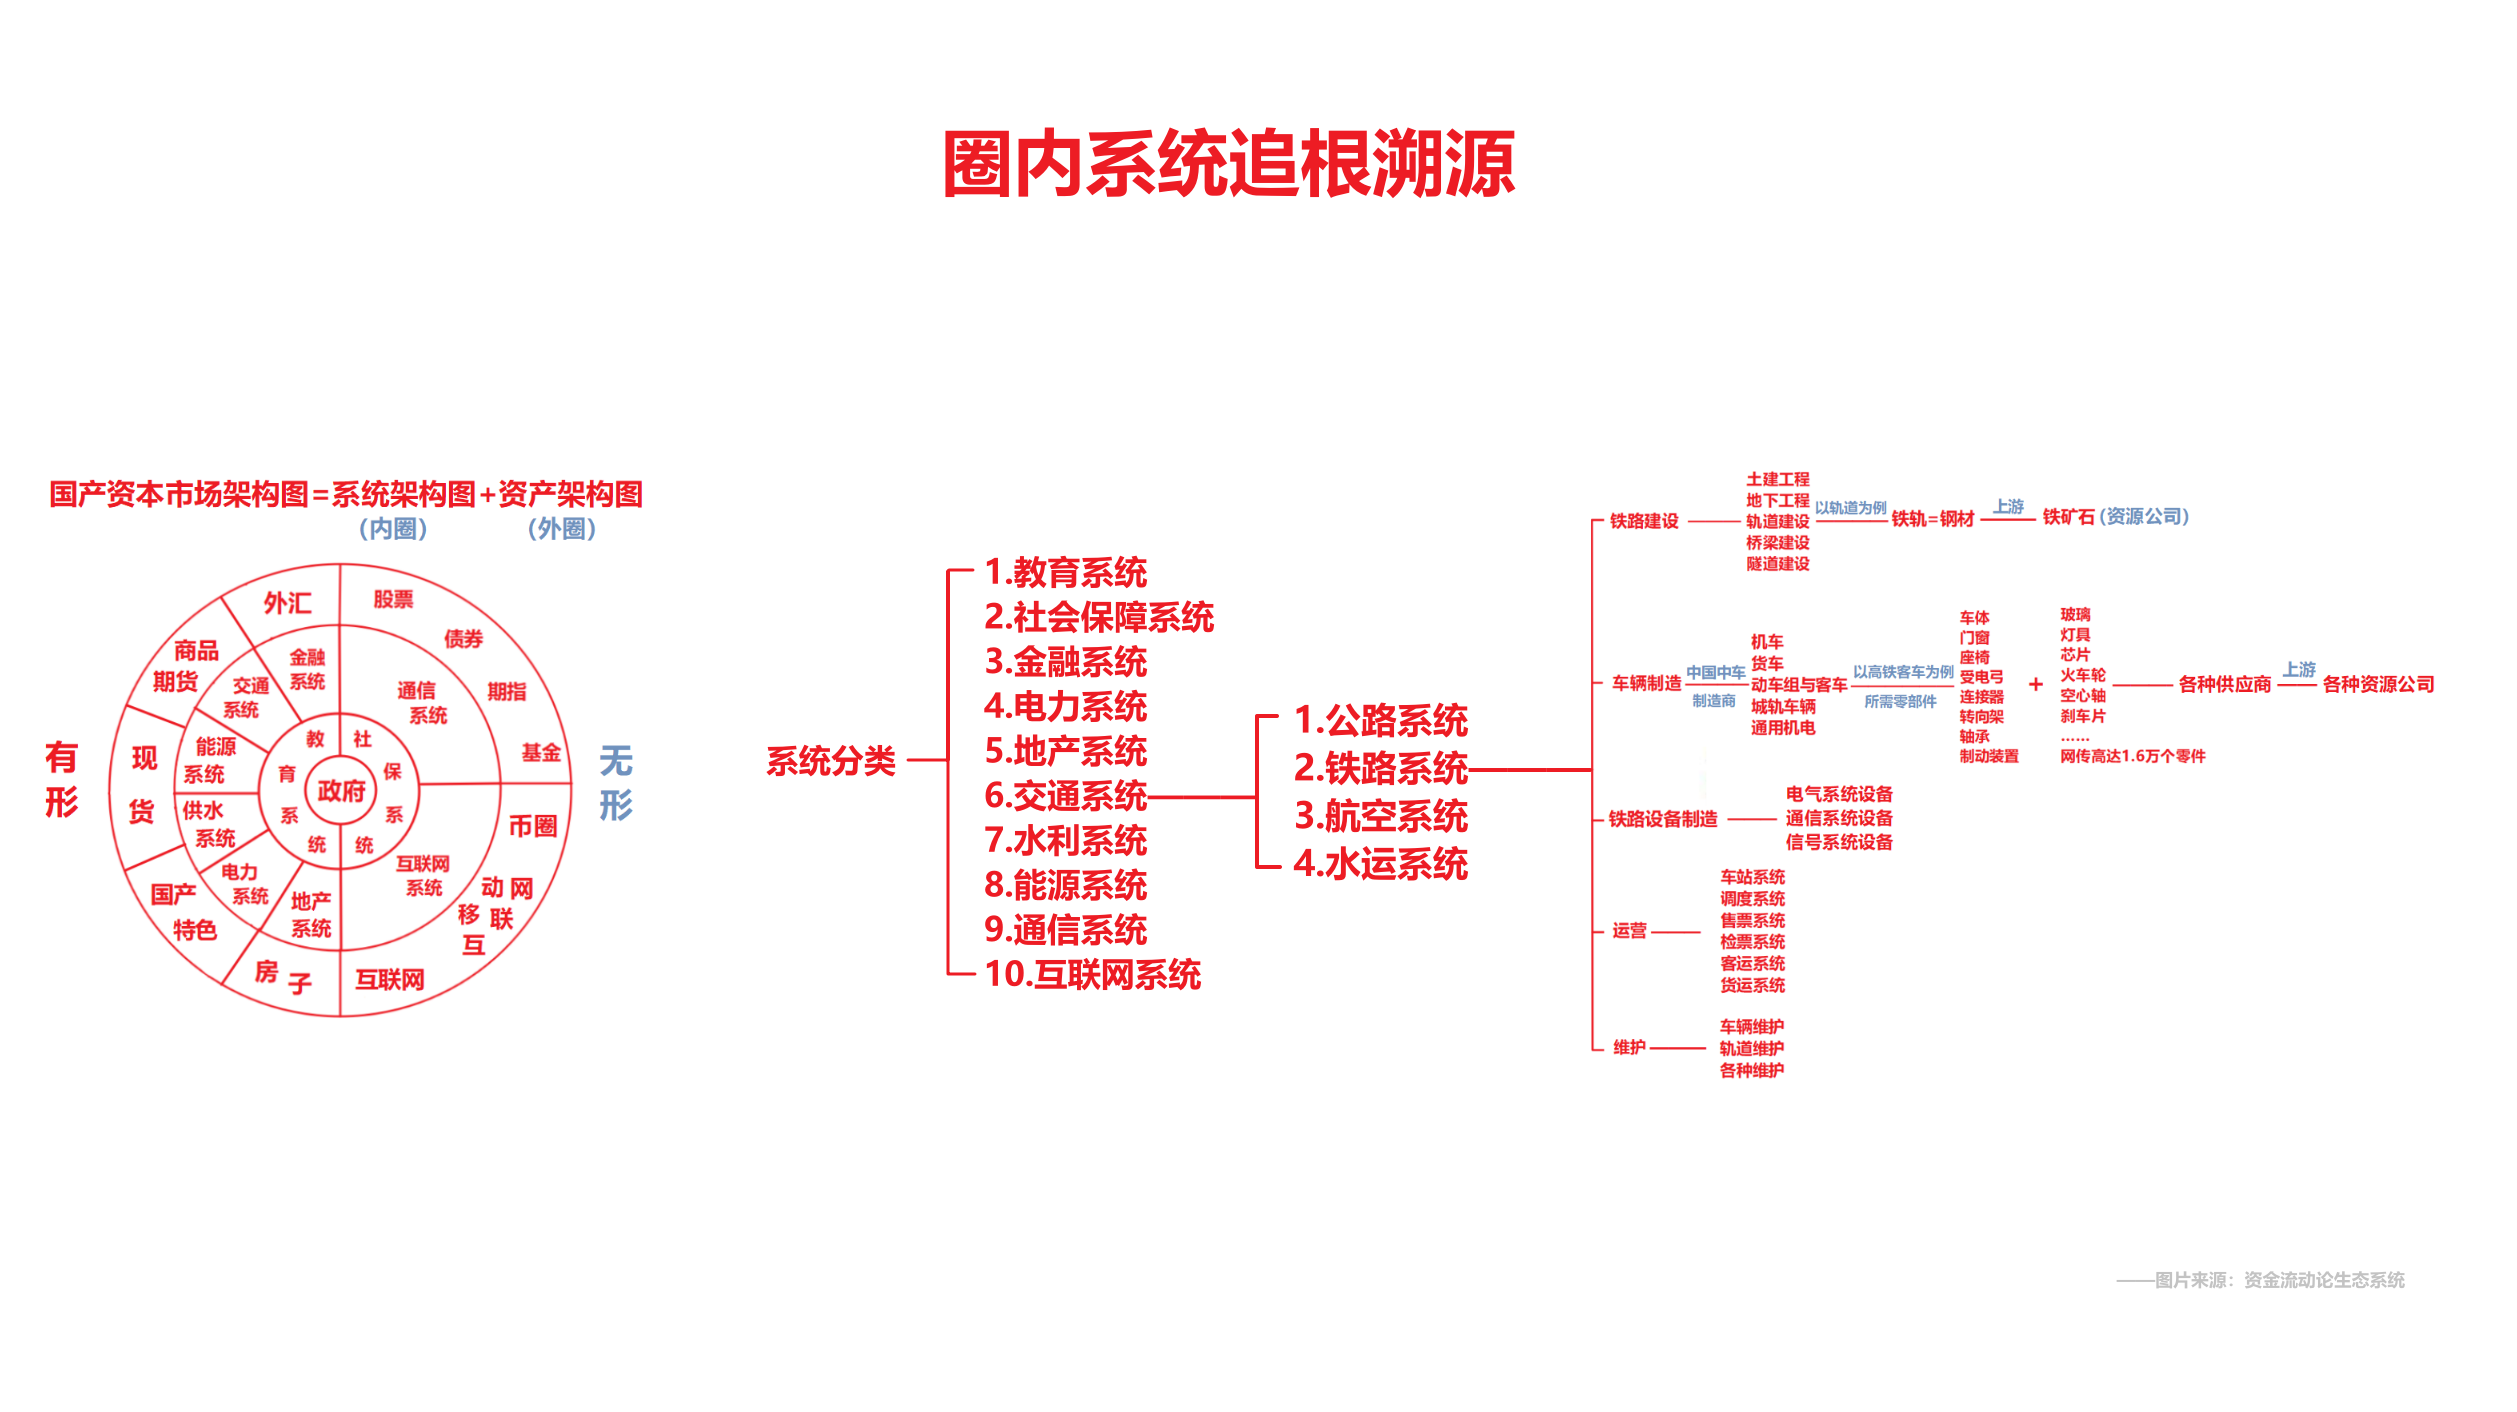 圈内系统追根溯源
国产资本市场架构图=系统架构图+资产架构图
（内圈）
（外圈）
有形
无形
外汇
股票
债券
期指
基金
币圈
移动互联网
互联网
房子
国产特色
现货
商品期货
金融系统
通信系统
互联网系统
地产系统
电力系统
供水系统
能源系统
交通系统
教育系统
社保系统
政府
系统分类
1.教育系统
2.社会保障系统
3.金融系统
4.电力系统
5.地产系统
6.交通系统
7.水利系统
8.能源系统
9.通信系统
10.互联网系统
1.公路系统
2.铁路系统
3.航空系统
4.水运系统
铁路建设
土建工程
地下工程
轨道建设
桥梁建设
隧道建设
以轨道为例
铁轨=钢材
上游
铁矿石（资源公司）
车辆制造
中国中车
制造商
机车
货车
动车组与客车
城轨车辆
通用机电
以高铁客车为例
所需零部件
车体
门窗
座椅
受电弓
连接器
转向架
轴承
制动装置
+
玻璃
灯具
芯片
火车轮
空心轴
刹车片
......
网传高达1.6万个零件
各种供应商
上游
各种资源公司
铁路设备制造
电气系统设备
通信系统设备
信号系统设备
运营
车站系统
调度系统
售票系统
检票系统
客运系统
货运系统
维护
车辆维护
轨道维护
各种维护
——图片来源：资金流动论生态系统